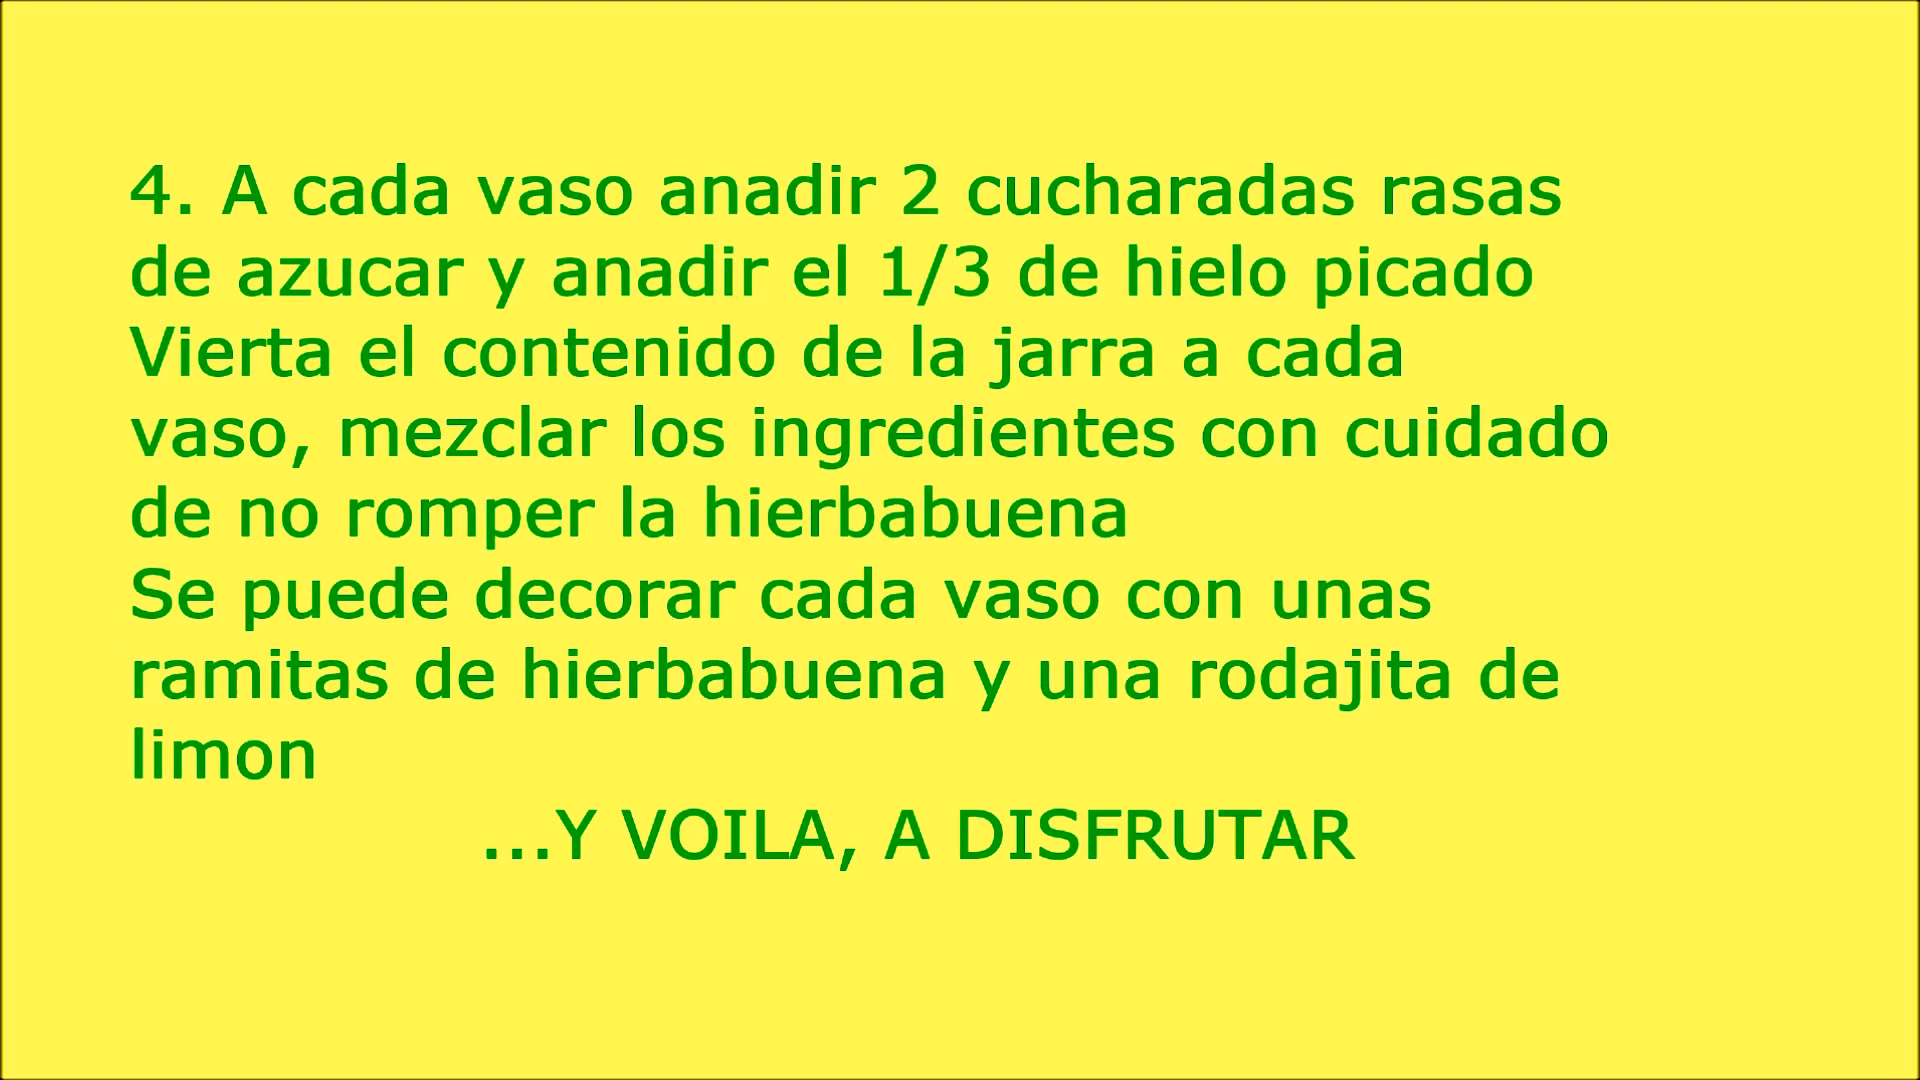 4. A cada vaso anadir 2 cucharadas rasas
de azucar y anadir el 1/3 de hielo picado
Vierta el contenido de la jarra a cada
vaso, mezclar los ingredientes con cuidado
de no romper la hierbabuena
Se puede decorar cada vaso con unas
ramitas de hierbabuena y una rodajita de
limon
...Y VOILA, A DISFRUTAR